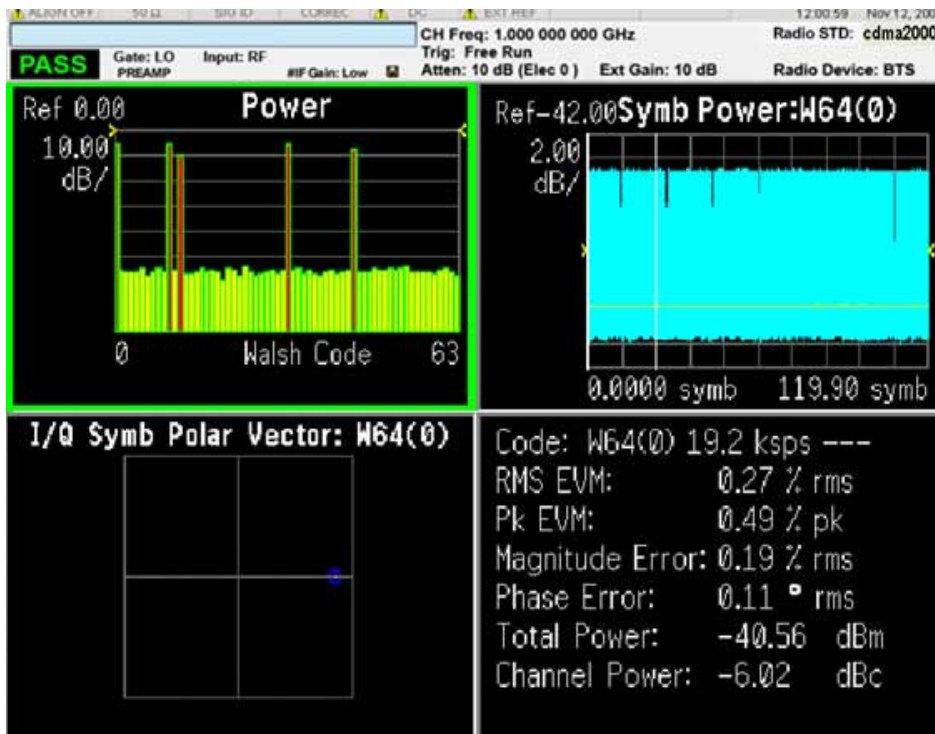 ALIGN OFF 50 Ω CORREC DC EXT REF 12:00:59 Nov 12, 200
CH Freq: 1.000 000 000 GHz Radio STD: cdma2000
Trig: Free Run
PASS Gate: LO Input: RF
PREAMP #IF Gain: Low Atten: 10 dB (Elec 0 ) Ext Gain: 10 dB Radio Device: BTS
Ref 0.00 Power
10.00
dB/
0 Walsh Code 63
Ref-42.00 Symb Power:W64(0)
2.00
dB/
0.0000 symb 119.90 symb
I/Q Symb Polar Vector: W64(0)
Code: W64(0) 19.2 ksps ---
RMS EVM: 0.27 % rms
Pk EVM: 0.49 % pk
Magnitude Error: 0.19 % rms
Phase Error: 0.11 ° rms
Total Power: -40.56 dBm
Channel Power: -6.02 dBc